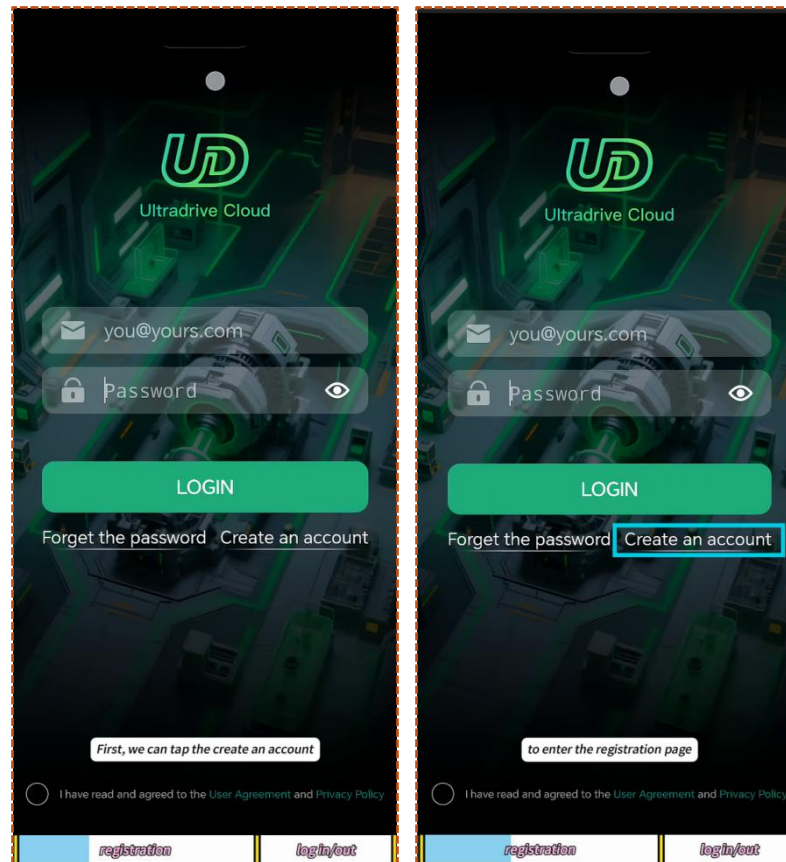 UD
Ultradrive Cloud
you@yours.com
Password
LOGIN
Forget the password Create an account
First, we can tap the create an account
I have read and agreed to the User Agreement and Privacy Policy
registration log in/out
UD
Ultradrive Cloud
you@yours.com
Password
LOGIN
Forget the password Create an account
to enter the registration page
I have read and agreed to the User Agreement and Privacy Policy
registration log in/out